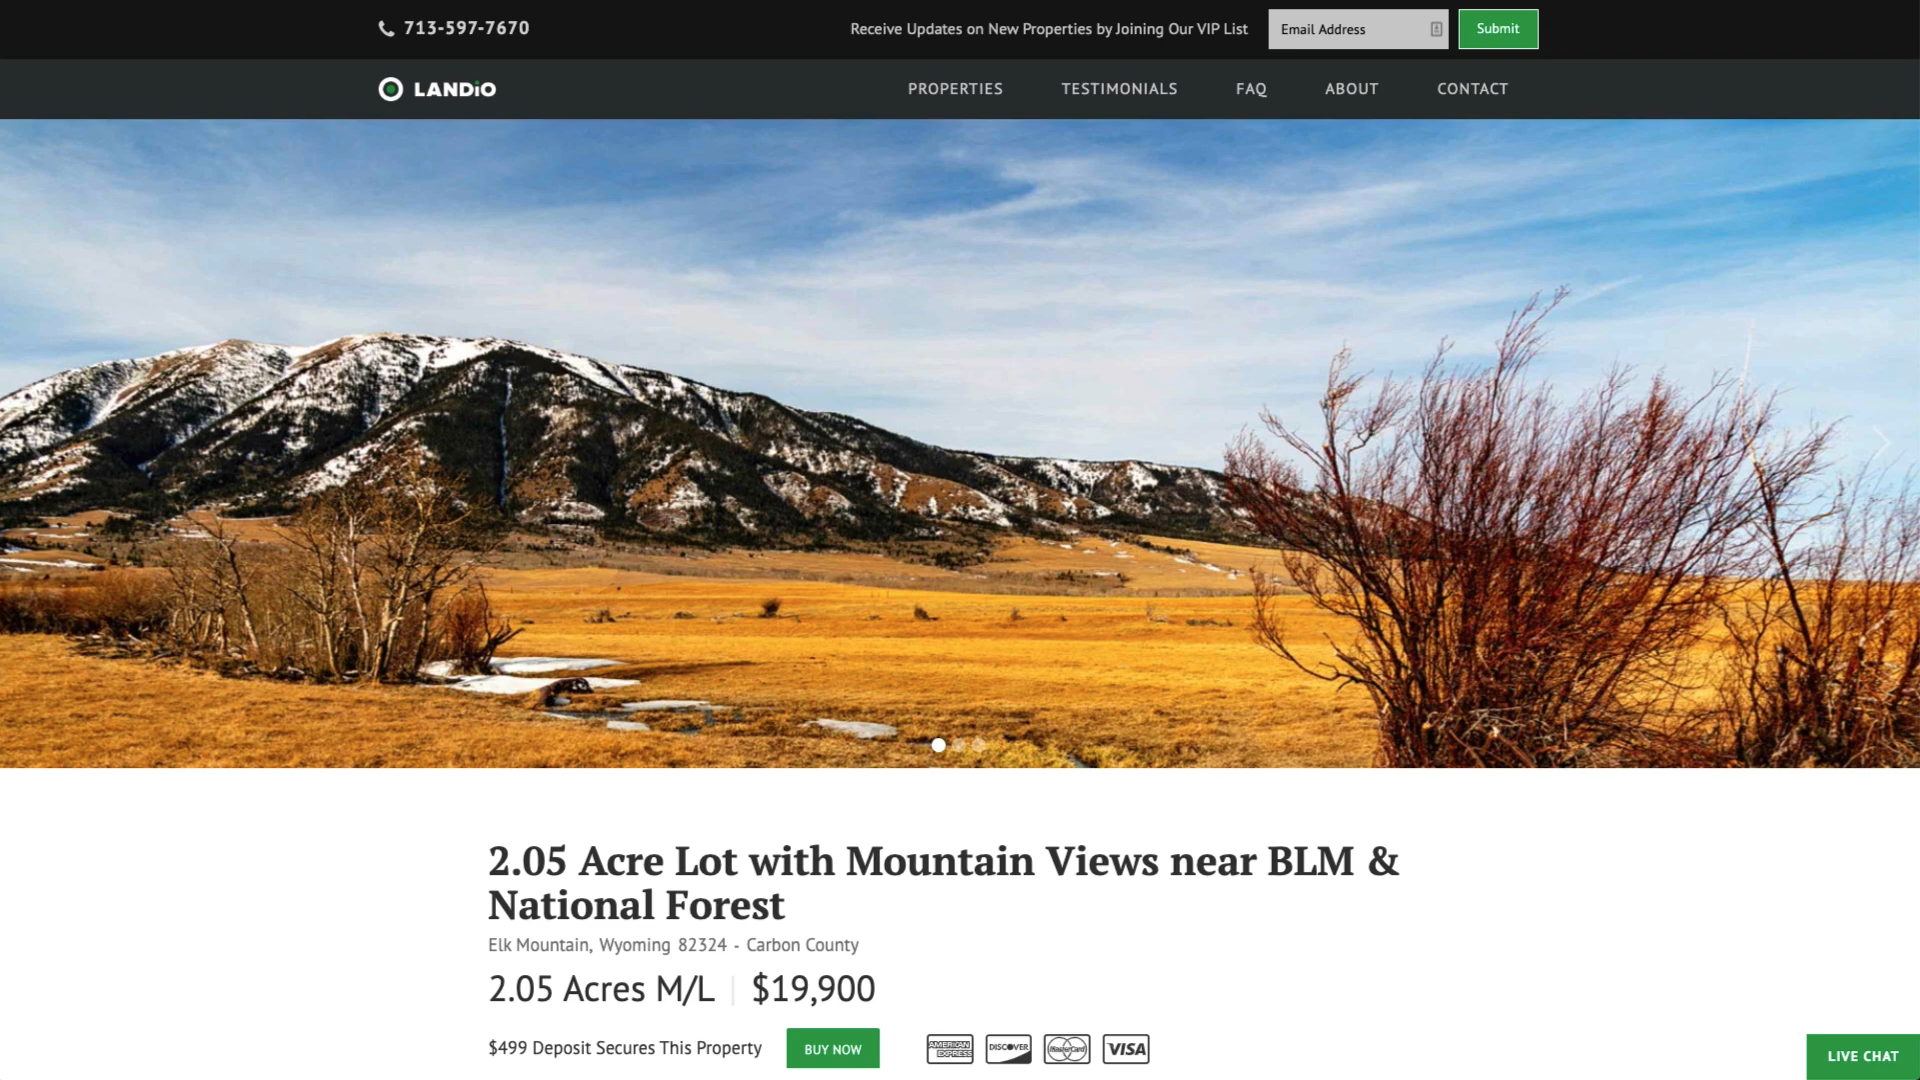 713-597-7670
Receive Updates on New Properties by Joining Our VIP List
Email Address
Submit
LANDiO
PROPERTIES
TESTIMONIALS
FAQ
ABOUT
CONTACT
2.05 Acre Lot with Mountain Views near BLM &
National Forest
Elk Mountain, Wyoming 82324 - Carbon County
2.05 Acres M/L | $19,900
$499 Deposit Secures This Property
BUY NOW
AMERICAN
EXPRESS
DISCOVER
MasterCard
VISA
LIVE CHAT